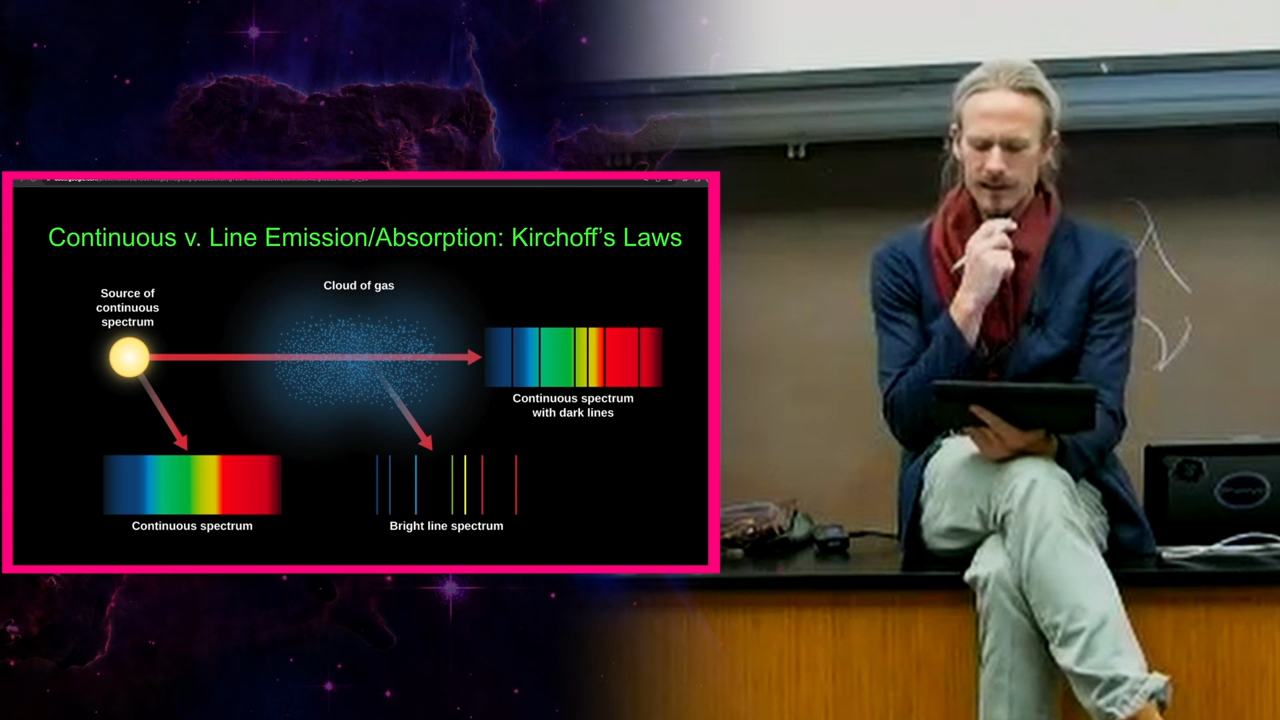 Continuous v. Line Emission/Absorption: Kirchoff's Laws
Cloud of gas
Source of
continuous
spectrum
Continuous spectrum
with dark lines
Continuous spectrum
Bright line spectrum